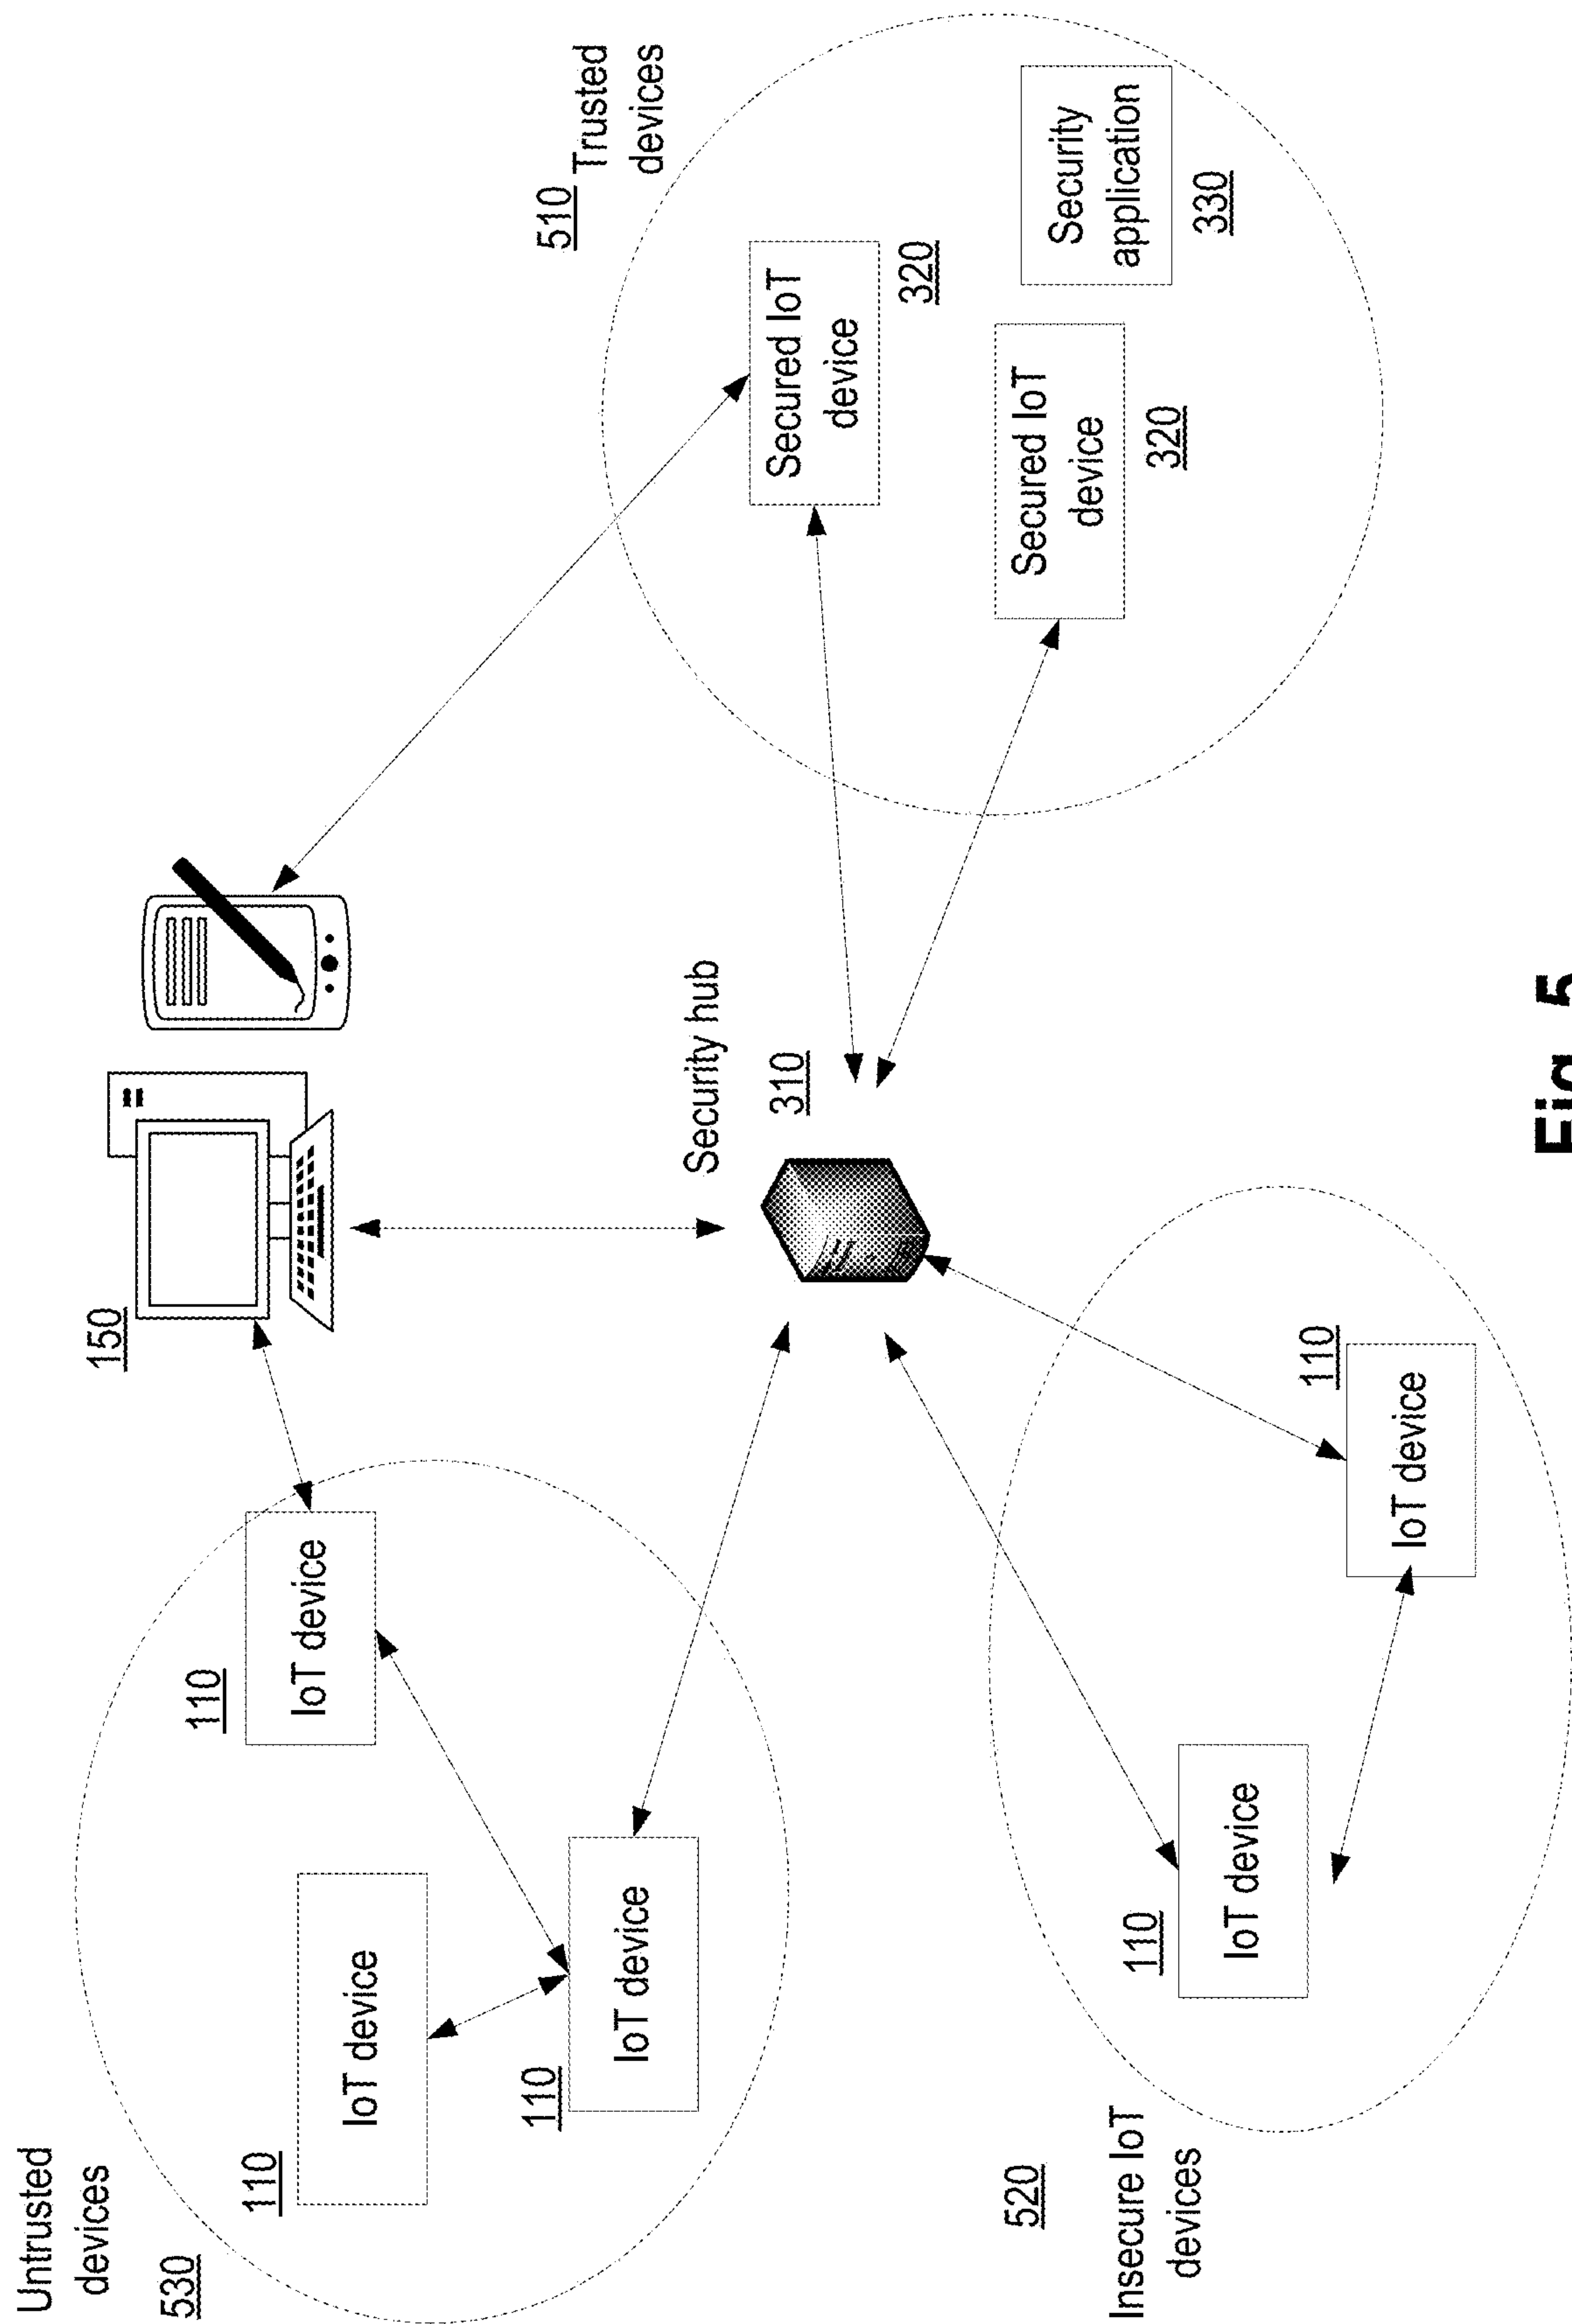 Untrusted
devices
530
110
IoT device
110
IoT device
110
IoT device
150
510
Trusted
devices
Secured IoT
device
320
Secured IoT
device
320
Security
application
330
Security hub
310
520
Insecure IoT
devices
110
IoT device
110
IoT device
Fig. 5